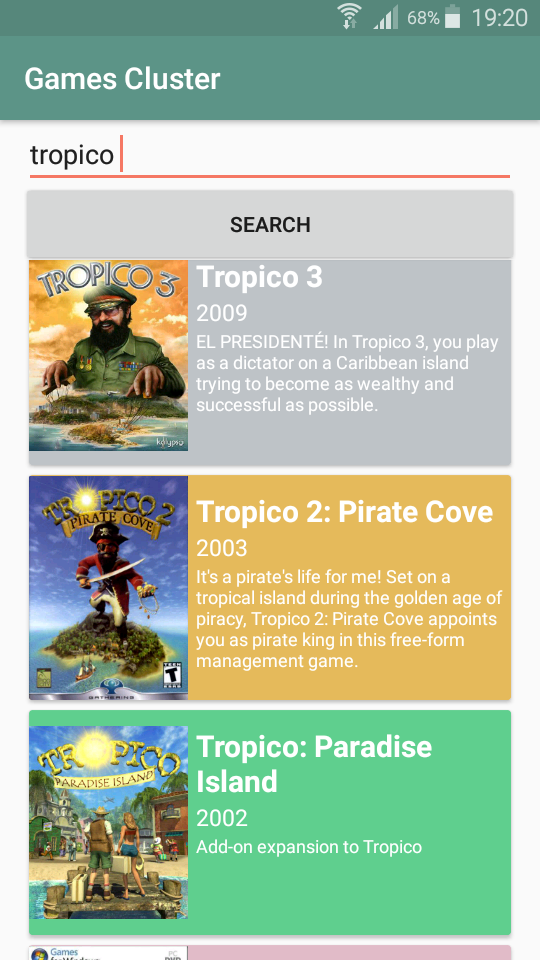 68% 19:20
Games Cluster
tropico
SEARCH
TROPICO 3
kalypso
Tropico 3
2009
EL PRESIDENTÉ! In Tropico 3, you play
as a dictator on a Caribbean island
trying to become as wealthy and
successful as possible.
TROPICO 2
PIRATE COVE
T
GATHERING
Tropico 2: Pirate Cove
2003
It's a pirate's life for me! Set on a
tropical island during the golden age of
piracy, Tropico 2: Pirate Cove appoints
you as pirate king in this free-form
management game.
TROPICO
PARADISE ISLAND
Tropico: Paradise
Island
2002
Add-on expansion to Tropico
Games
PC